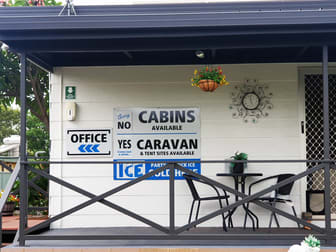 Sorry
NO CABINS
AVAILABLE
OFFICE
YES CARAVAN
& TENT SITES AVAILABLE
ICE